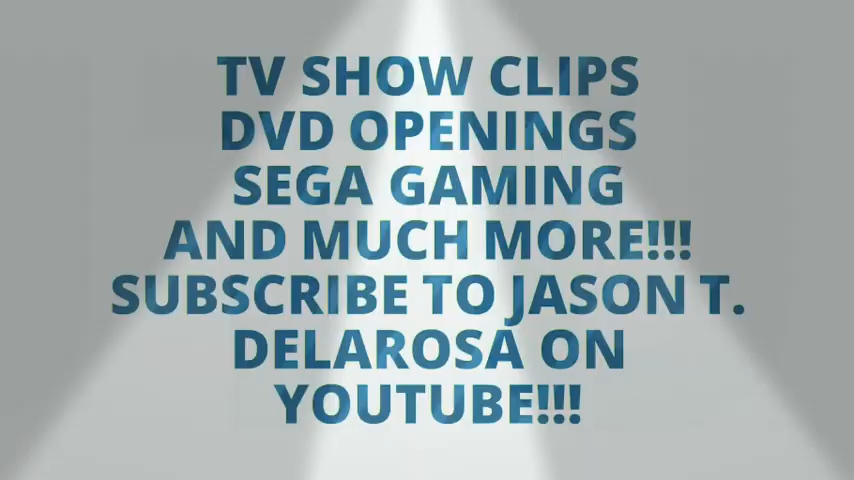 TV SHOW CLIPS
DVD OPENINGS
SEGA GAMING
AND MUCH MORE!!!
SUBSCRIBE TO JASON T.
DELAROSA ON
YOUTUBE!!!